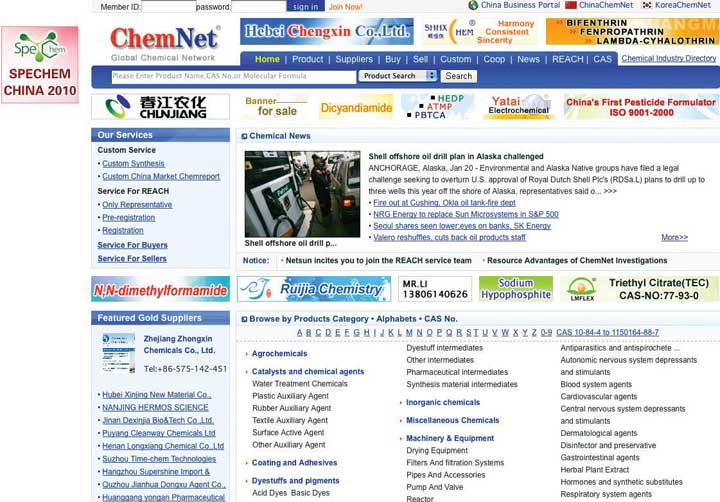 Member ID:
password:
sign in
Join Now!
China Business Portal
ChinaChemNet
KoreaChemNet
SpeChem
SPECHEM
CHINA 2010
ChemNet
Global Chemical Network
Hebei Chengxin Co.,Ltd.
SHHX CHEM
Harmony
Consistent
Sincerity
BIFENTHRIN
FENPROPATHRIN
LAMBDA-CYHALOTHRIN
Home | Product | Suppliers | Buy | Sell | Custom | Coop | News | REACH | CAS
Chemical Industry Directory
Please Enter Product Name,CAS No.or Molecular Formula
Product Search
Search
春江农化
CHUNJIANG
Banner
for sale
Dicyandiamide
HEDP
ATMP
PBTCA
Yatai
Electrochemical
China's First Pesticide Formulator
ISO 9001-2000
Our Services
Custom Service
• Custom Synthesis
• Custom China Market Chemreport
Service For REACH
• Only Representative
• Pre-registration
• Registration
Service For Buyers
Service For Sellers
Chemical News
Shell offshore oil drill p...
Shell offshore oil drill plan in Alaska challenged
ANCHORAGE, Alaska, Jan 20 - Environmental and Alaska Native groups have filed a legal
challenge seeking to overturn U.S. approval of Royal Dutch Shell Plc's (RDSa.L) plans to drill up to
three wells this year off the shore of Alaska, representatives said o... >>>
• Fire out at Cushing, Okla oil tank-fire dept
• NRG Energy to replace Sun Microsystems in S&P 500
• Seoul shares seen lower;eyes on banks, SK Energy
• Valero reshuffles, cuts back oil products staff
More>>
Notice:
• Netsun incites you to join the REACH service team
• Resource Advantages of ChemNet Investigations
N,N-dimethylformamide
Ruijia Chemistry
MR.LI
13806140626
Sodium
Hypophosphite
LMFLEX
Triethyl Citrate(TEC)
CAS-NO:77-93-0
Featured Gold Suppliers
Zhejiang Zhongxin
Chemicals Co., Ltd.
Tel:+86-575-142-451
• Hubei Xinjing New Material Co.,
• NANJING HERMOS SCIENCE
• Jinan Dexinjia Bio&Tech Co.,Ltd.
• Puyang Cleanway Chemicals Ltd
• Henan Longxiang Chemical Co.,Ltd
• Suzhou Time-chem Technologies
• Hangzhou Supershine Import &
• Quzhou Jianhua Dongxu Agent Co.,
• Huanggang yongan Pharmaceutical
Browse by Products Category • Alphabets • CAS No.
A B C D E F G H I J K L M N O P Q R S T U V W X Y Z 0-9 CAS 10-84-4 to 1150164-88-7
Agrochemicals
Catalysts and chemical agents
Water Treatment Chemicals
Plastic Auxiliary Agent
Rubber Auxiliary Agent
Textile Auxiliary Agent
Surface Active Agent
Other Auxiliary Agent
Coating and Adhesives
Dyestuffs and pigments
Acid Dyes Basic Dyes
Dyestuff intermediates
Other intermediates
Pharmaceutical intermediates
Synthesis material intermediates
Inorganic chemicals
Miscellaneous Chemicals
Machinery & Equipment
Drying Equipment
Filters And filtration Systems
Pipes And Accessories
Pump And Valve
Reactor
Antiparastics and antispirochete ...
Autonomic nervous system depressants
and stimulants
Blood system agents
Cardiovascular agents
Central nervous system depressants
and stimulants
Dermatological agents
Disinfector and preservative
Gastrointestinal agents
Herbal Plant Extract
Hormones and synthetic substitutes
Respiratory system agents